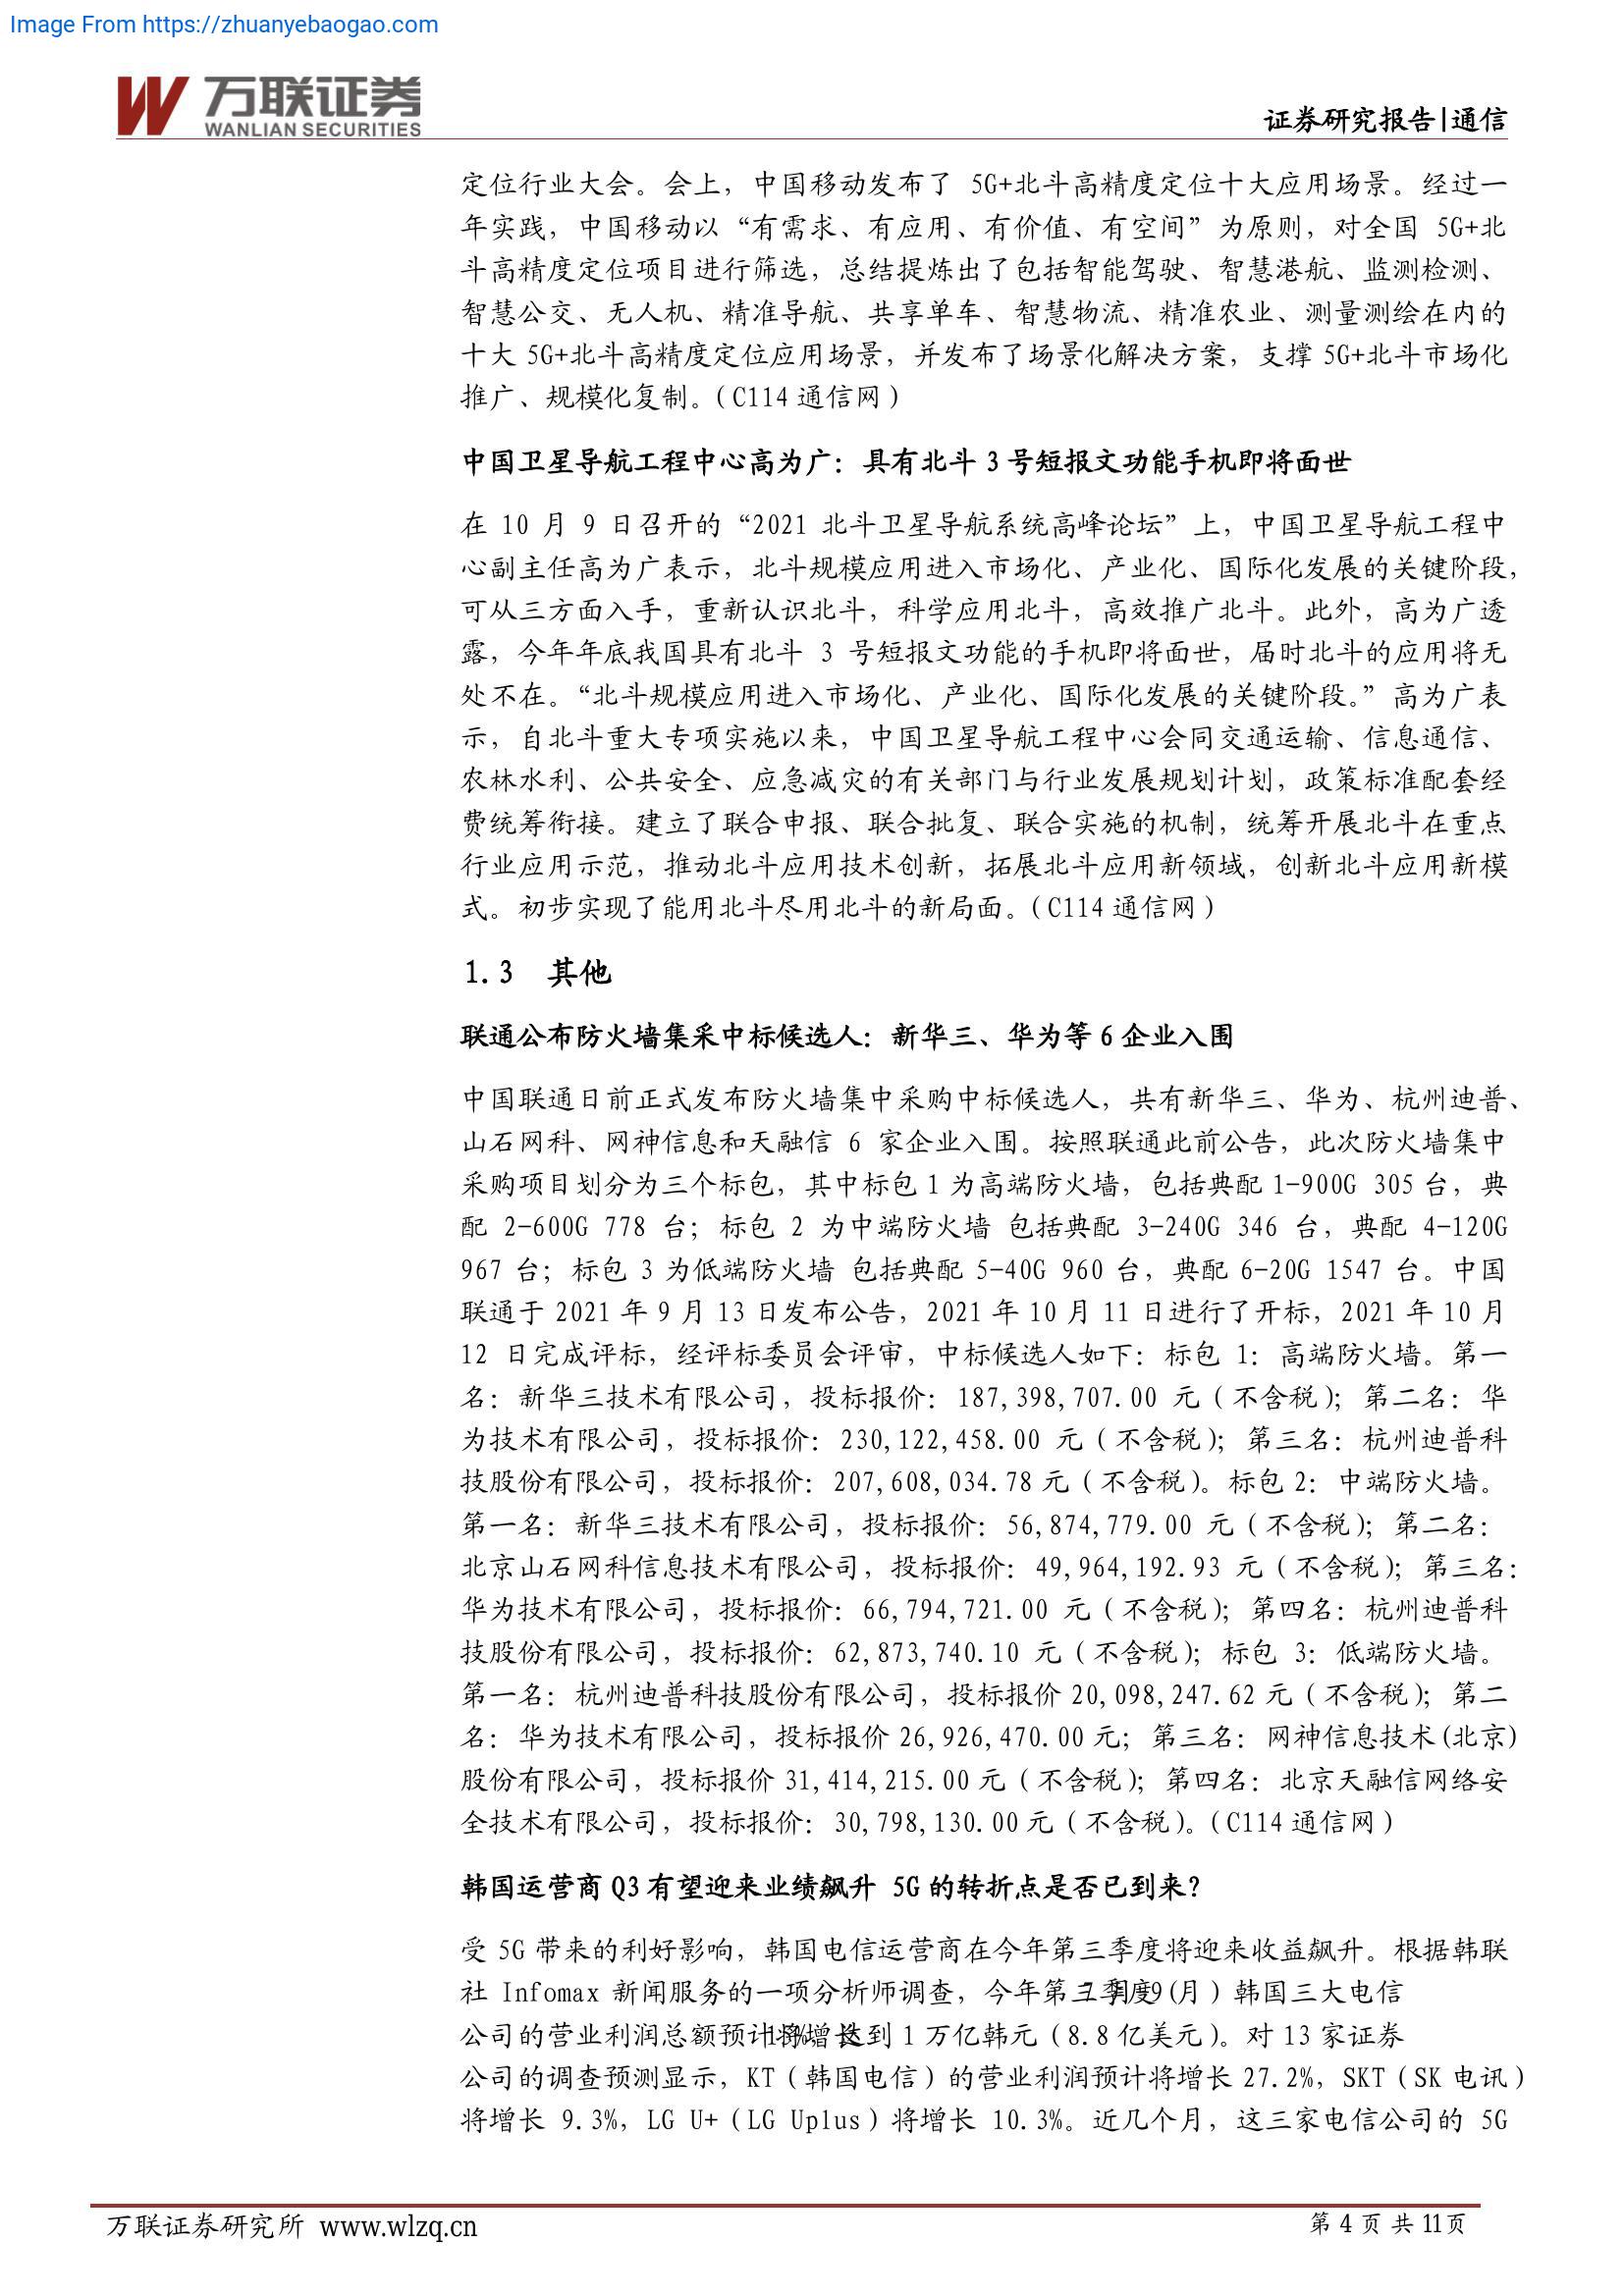 Image From https://zhuanyebaogao.com
万联证券
WANLIAN SECURITIES
证券研究报告|通信
定位行业大会。会上，中国移动发布了 5G+北斗高精度定位十大应用场景。经过一
年实践，中国移动以“有需求、有应用、有价值、有空间”为原则，对全国 5G+北
斗高精度定位项目进行筛选，总结提炼出了包括智能驾驶、智慧港航、监测检测、
智慧公交、无人机、精准导航、共享单车、智慧物流、精准农业、测量测绘在内的
十大 5G+北斗高精度定位应用场景，并发布了场景化解决方案，支撑 5G+北斗市场化
推广、规模化复制。（C114 通信网）
中国卫星导航工程中心高为广：具有北斗 3 号短报文功能手机即将面世
在 10 月 9 日召开的“2021 北斗卫星导航系统高峰论坛”上，中国卫星导航工程中
心副主任高为广表示，北斗规模应用进入市场化、产业化、国际化发展的关键阶段，
可从三方面入手，重新认识北斗，科学应用北斗，高效推广北斗。此外，高为广透
露，今年年底我国具有北斗 3 号短报文功能的手机即将面世，届时北斗的应用将无
处不在。“北斗规模应用进入市场化、产业化、国际化发展的关键阶段。”高为广表
示，自北斗重大专项实施以来，中国卫星导航工程中心会同交通运输、信息通信、
农林水利、公共安全、应急减灾的有关部门与行业发展规划计划，政策标准配套经
费统筹衔接。建立了联合申报、联合批复、联合实施的机制，统筹开展北斗在重点
行业应用示范，推动北斗应用技术创新，拓展北斗应用新领域，创新北斗应用新模
式。初步实现了能用北斗尽用北斗的新局面。（C114 通信网）
1.3 其他
联通公布防火墙集采中标候选人：新华三、华为等 6 企业入围
中国联通日前正式发布防火墙集中采购中标候选人，共有新华三、华为、杭州迪普、
山石网科、网神信息和天融信 6 家企业入围。按照联通此前公告，此次防火墙集中
采购项目划分为三个标包，其中标包 1 为高端防火墙，包括典配 1-900G 305 台，典
配 2-600G 778 台；标包 2 为中端防火墙 包括典配 3-240G 346 台，典配 4-120G
967 台；标包 3 为低端防火墙 包括典配 5-40G 960 台，典配 6-20G 1547 台。中国
联通于 2021 年 9 月 13 日发布公告，2021 年 10 月 11 日进行了开标，2021 年 10 月
12 日完成评标，经评标委员会评审，中标候选人如下：标包 1：高端防火墙。第一
名：新华三技术有限公司，投标报价：187,398,707.00 元（不含税）；第二名：华
为技术有限公司，投标报价：230,122,458.00 元（不含税）；第三名：杭州迪普科
技股份有限公司，投标报价：207,608,034.78 元（不含税）。标包 2：中端防火墙。
第一名：新华三技术有限公司，投标报价：56,874,779.00 元（不含税）；第二名：
北京山石网科信息技术有限公司，投标报价：49,964,192.93 元（不含税）；第三名：
华为技术有限公司，投标报价：66,794,721.00 元（不含税）；第四名：杭州迪普科
技股份有限公司，投标报价：62,873,740.10 元（不含税）；标包 3：低端防火墙。
第一名：杭州迪普科技股份有限公司，投标报价 20,098,247.62 元（不含税）；第二
名：华为技术有限公司，投标报价 26,926,470.00 元；第三名：网神信息技术(北京)
股份有限公司，投标报价 31,414,215.00 元（不含税）；第四名：北京天融信网络安
全技术有限公司，投标报价：30,798,130.00 元（不含税）。（C114 通信网）
韩国运营商 Q3 有望迎来业绩飙升 5G 的转折点是否已到来？
受 5G 带来的利好影响，韩国电信运营商在今年第三季度将迎来收益飙升。根据韩联
社 Infomax 新闻服务的一项分析师调查，今年第三季度 （月）韩国三大电信
公司的营业利润总额预计将增长 达到 1 万亿韩元（8.8 亿美元）。对 13 家证券
公司的调查预测显示，KT（韩国电信）的营业利润预计将增长 27.2%，SKT（SK 电讯）
将增长 9.3%，LG U+（LG Uplus）将增长 10.3%。近几个月，这三家电信公司的 5G
万联证券研究所 www.wlzq.cn
第 4 页 共 11 页